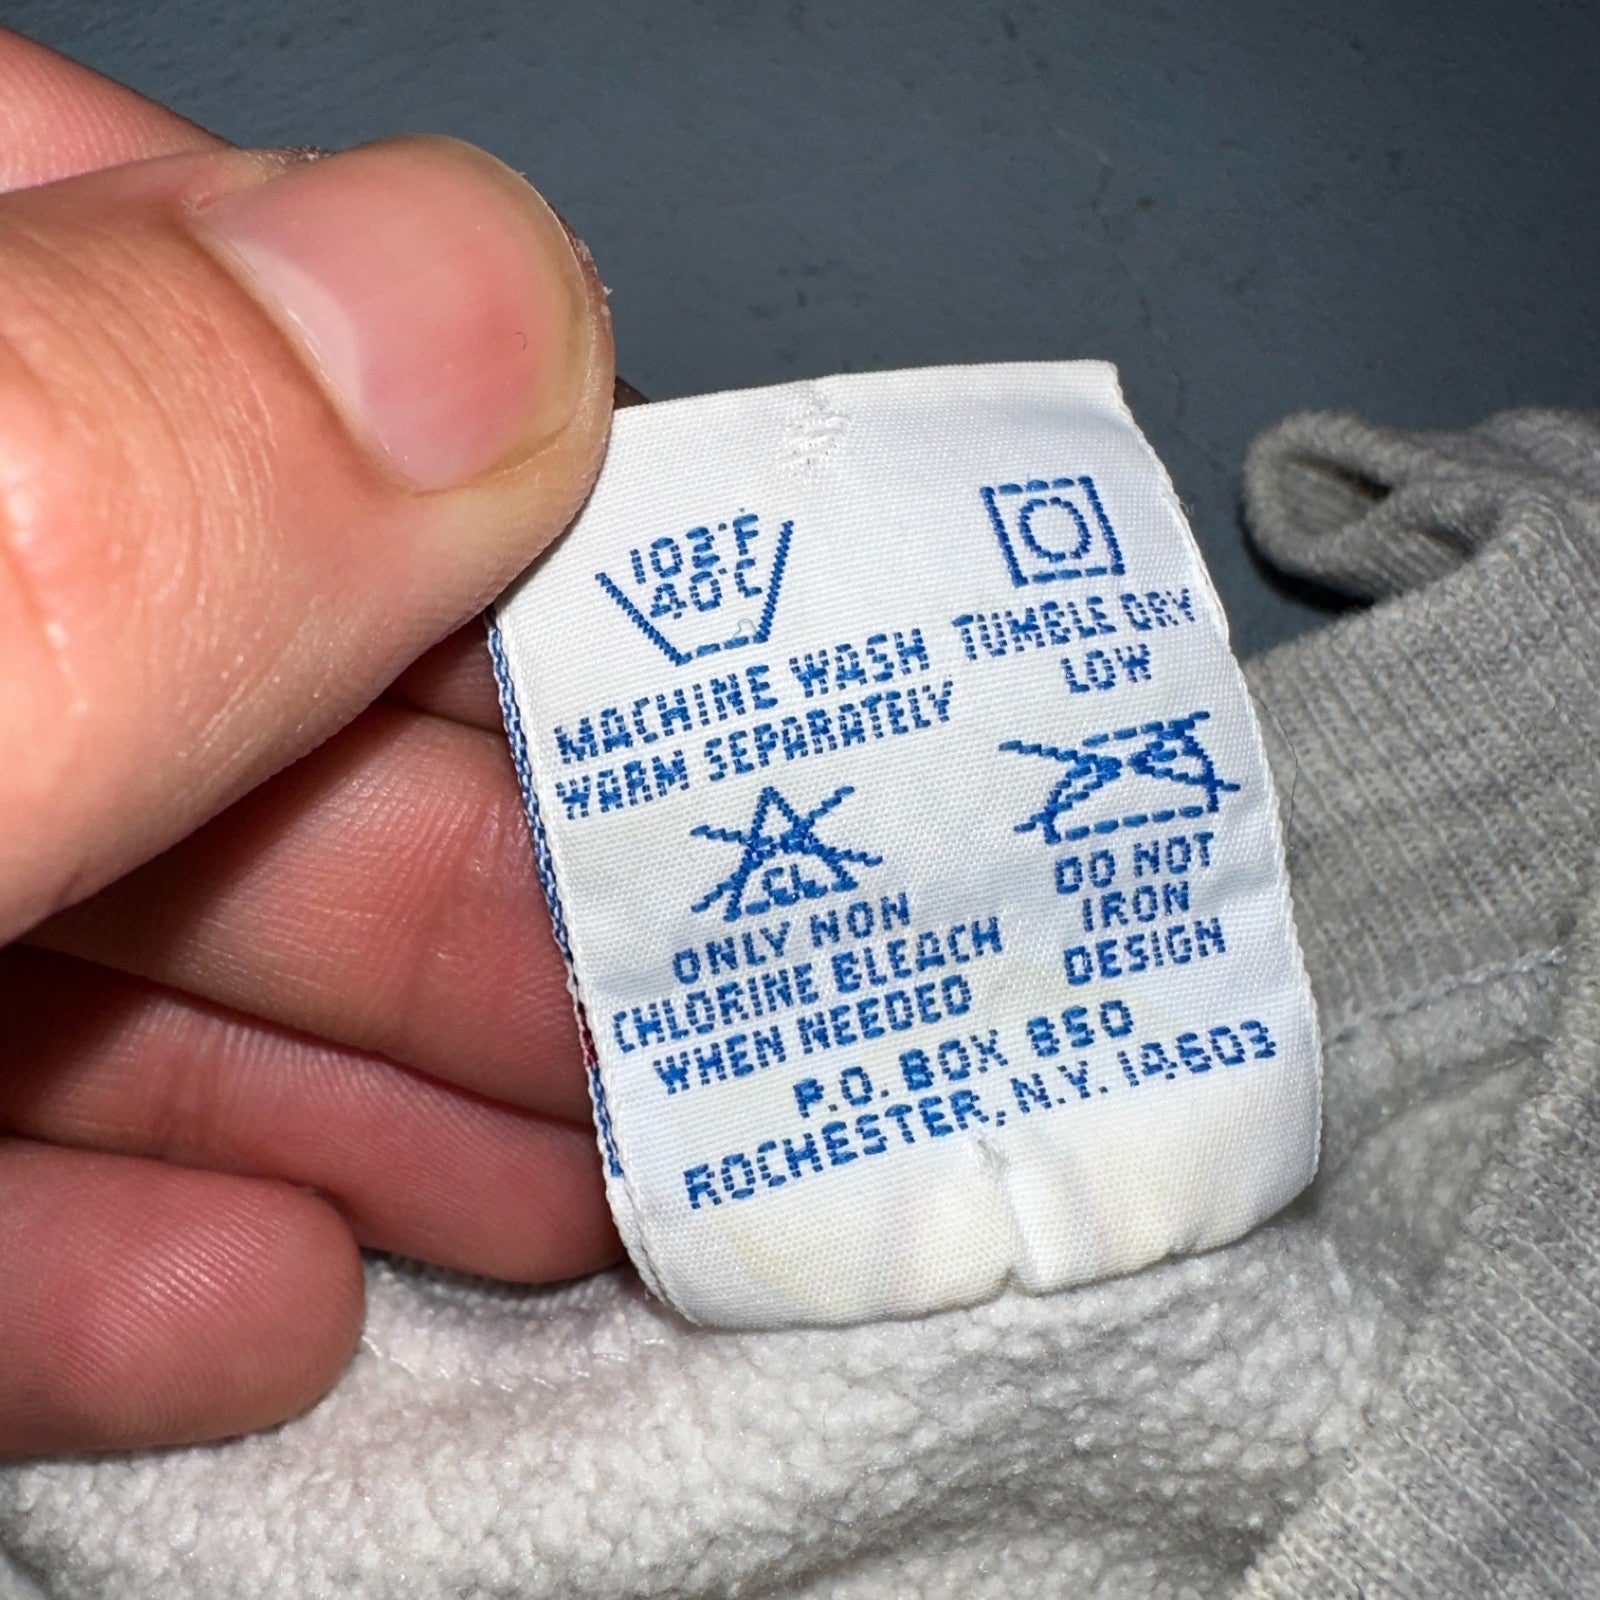 102°F
40°C
MACHINE WASH
WARM SEPARATELY
TUMBLE DRY
LOW
CL
ONLY NON
CHLORINE BLEACH
WHEN NEEDED
DO NOT
IRON
DESIGN
P.O. BOX 850
ROCHESTER, N.Y. 14603